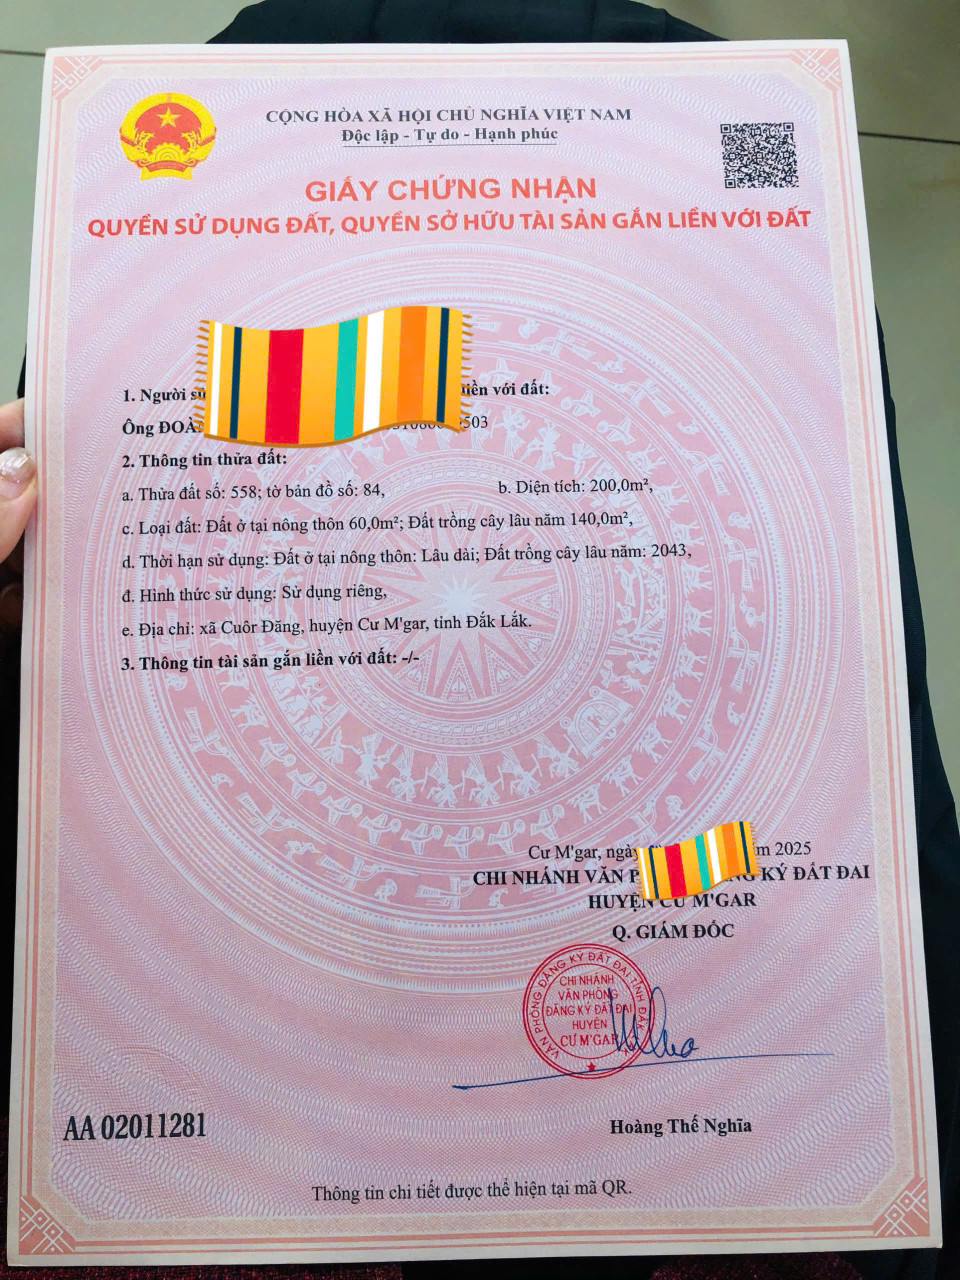 CỘNG HÒA XÃ HỘI CHỦ NGHĨA VIỆT NAM
Độc lập - Tự do - Hạnh phúc
GIẤY CHỨNG NHẬN
QUYỀN SỬ DỤNG ĐẤT, QUYỀN SỞ HỮU TÀI SẢN GẮN LIỀN VỚI ĐẤT
1. Người liền với đất:
Ông 503
2. Thông tin thửa đất:
a. Thửa đất số: 558; tờ bản đồ số: 84, b. Diện tích: 200,0m²,
c. Loại đất: Đất ở tại nông thôn 60,0m²; Đất trồng cây lâu năm 140,0m²,
d. Thời hạn sử dụng: Đất ở tại nông thôn: Lâu dài; Đất trồng cây lâu năm: 2043,
đ. Hình thức sử dụng: Sử dụng riêng,
e. Địa chỉ: xã Cuôr Đăng, huyện Cư M'gar, tỉnh Đắk Lắk.
3. Thông tin tài sản gắn liền với đất: -/-
Cư M'gar, ngày 2025
CHI NHÁNH VĂN KÝ ĐẤT ĐAI
HUYỆN CƯ M'GAR
Q. GIÁM ĐỐC
VĂN PHÒNG ĐĂNG KÝ ĐẤT ĐAI TỈNH ĐẮK
CHI NHÁNH
VĂN PHÒNG
ĐĂNG KÝ ĐẤT ĐAI
HUYỆN
CƯ M'GAR
AA 02011281
Hoàng Thế Nghĩa
Thông tin chi tiết được thể hiện tại mã QR.